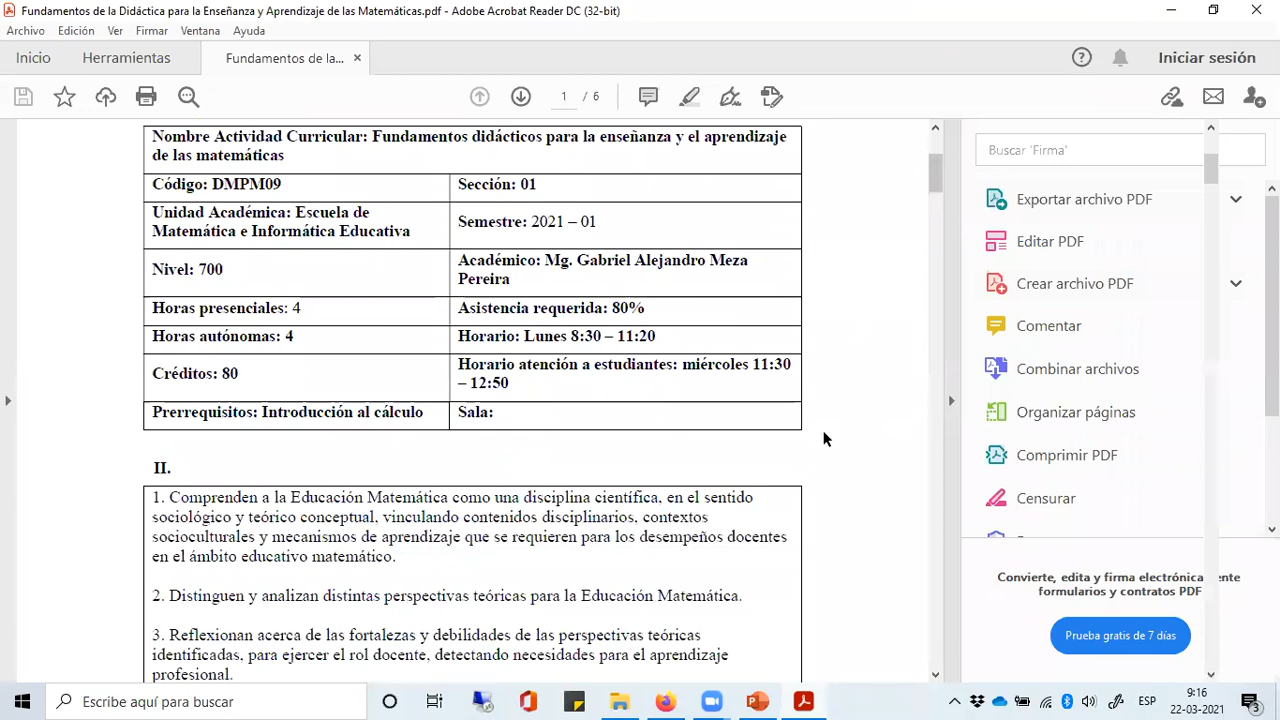 Fundamentos de la Didáctica para la Enseñanza y Aprendizaje de las Matemáticas.pdf - Adobe Acrobat Reader DC (32-bit)
Archivo Edición Ver Firmar Ventana Ayuda
Inicio Herramientas Fundamentos de la... × Iniciar sesión
1 / 6
Nombre Actividad Curricular: Fundamentos didácticos para la enseñanza y el aprendizaje
de las matemáticas
Código: DMPM09
Sección: 01
Unidad Académica: Escuela de
Matemática e Informática Educativa
Semestre: 2021 – 01
Nivel: 700
Académico: Mg. Gabriel Alejandro Meza
Pereira
Horas presenciales: 4
Asistencia requerida: 80%
Horas autónomas: 4
Horario: Lunes 8:30 – 11:20
Créditos: 80
Horario atención a estudiantes: miércoles 11:30
– 12:50
Prerrequisitos: Introducción al cálculo
Sala:
II.
1. Comprenden a la Educación Matemática como una disciplina científica, en el sentido
sociológico y teórico conceptual, vinculando contenidos disciplinarios, contextos
socioculturales y mecanismos de aprendizaje que se requieren para los desempeños docentes
en el ámbito educativo matemático.
2. Distinguen y analizan distintas perspectivas teóricas para la Educación Matemática.
3. Reflexionan acerca de las fortalezas y debilidades de las perspectivas teóricas
identificadas, para ejercer el rol docente, detectando necesidades para el aprendizaje
profesional.
Buscar 'Firma'
Exportar archivo PDF
Editar PDF
Crear archivo PDF
Comentar
Combinar archivos
Organizar páginas
Comprimir PDF
Censurar
Convierte, edita y firma electrónicamente
formularios y contratos PDF
Prueba gratis de 7 días
Escribe aquí para buscar
ESP
9:16
22-03-2021
3